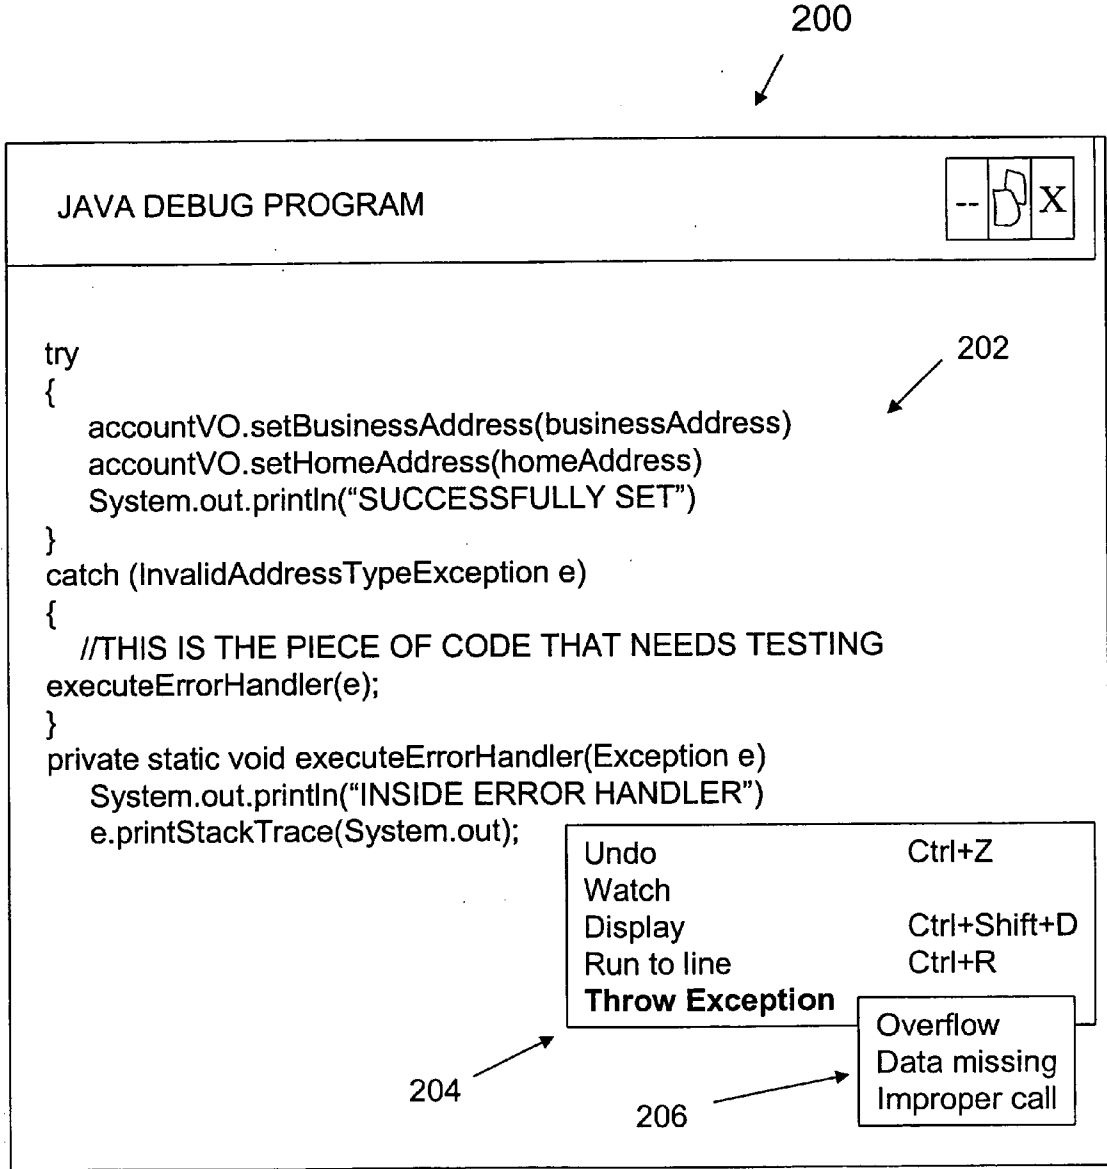 200
JAVA DEBUG PROGRAM
-- X
try
202
{
accountVO.setBusinessAddress(businessAddress)
accountVO.setHomeAddress(homeAddress)
System.out.println(“SUCCESSFULLY SET”)
}
catch (InvalidAddressTypeException e)
{
//THIS IS THE PIECE OF CODE THAT NEEDS TESTING
executeErrorHandler(e);
}
private static void executeErrorHandler(Exception e)
System.out.println(“INSIDE ERROR HANDLER”)
e.printStackTrace(System.out);
Undo Ctrl+Z
Watch
Display Ctrl+Shift+D
Run to line Ctrl+R
Throw Exception
Overflow
Data missing
Improper call
204
206